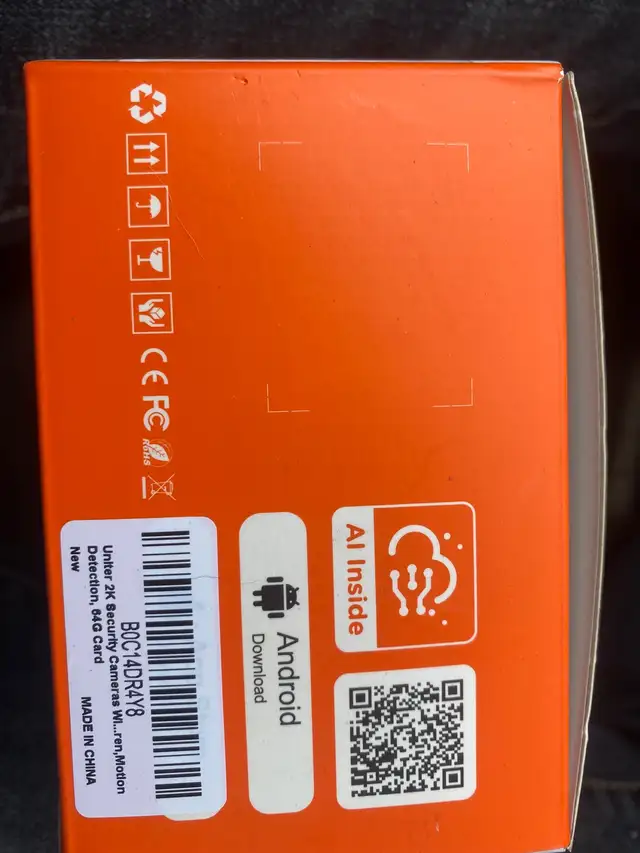 CE FC RoHS
AI Inside
Android
Download
B0C14DR4Y8
Uniter 2K Security Cameras Wi...ren,Motion
Detection, 64G Card
New
MADE IN CHINA